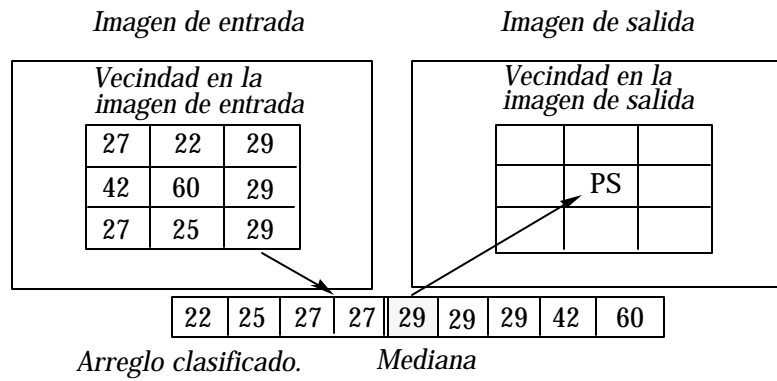 Imagen de entrada
Imagen de salida
Vecindad en la
imagen de entrada
27 22 29
42 60 29
27 25 29
Vecindad en la
imagen de salida
PS
22 25 27 27 29 29 29 42 60
Arreglo clasificado.
Mediana